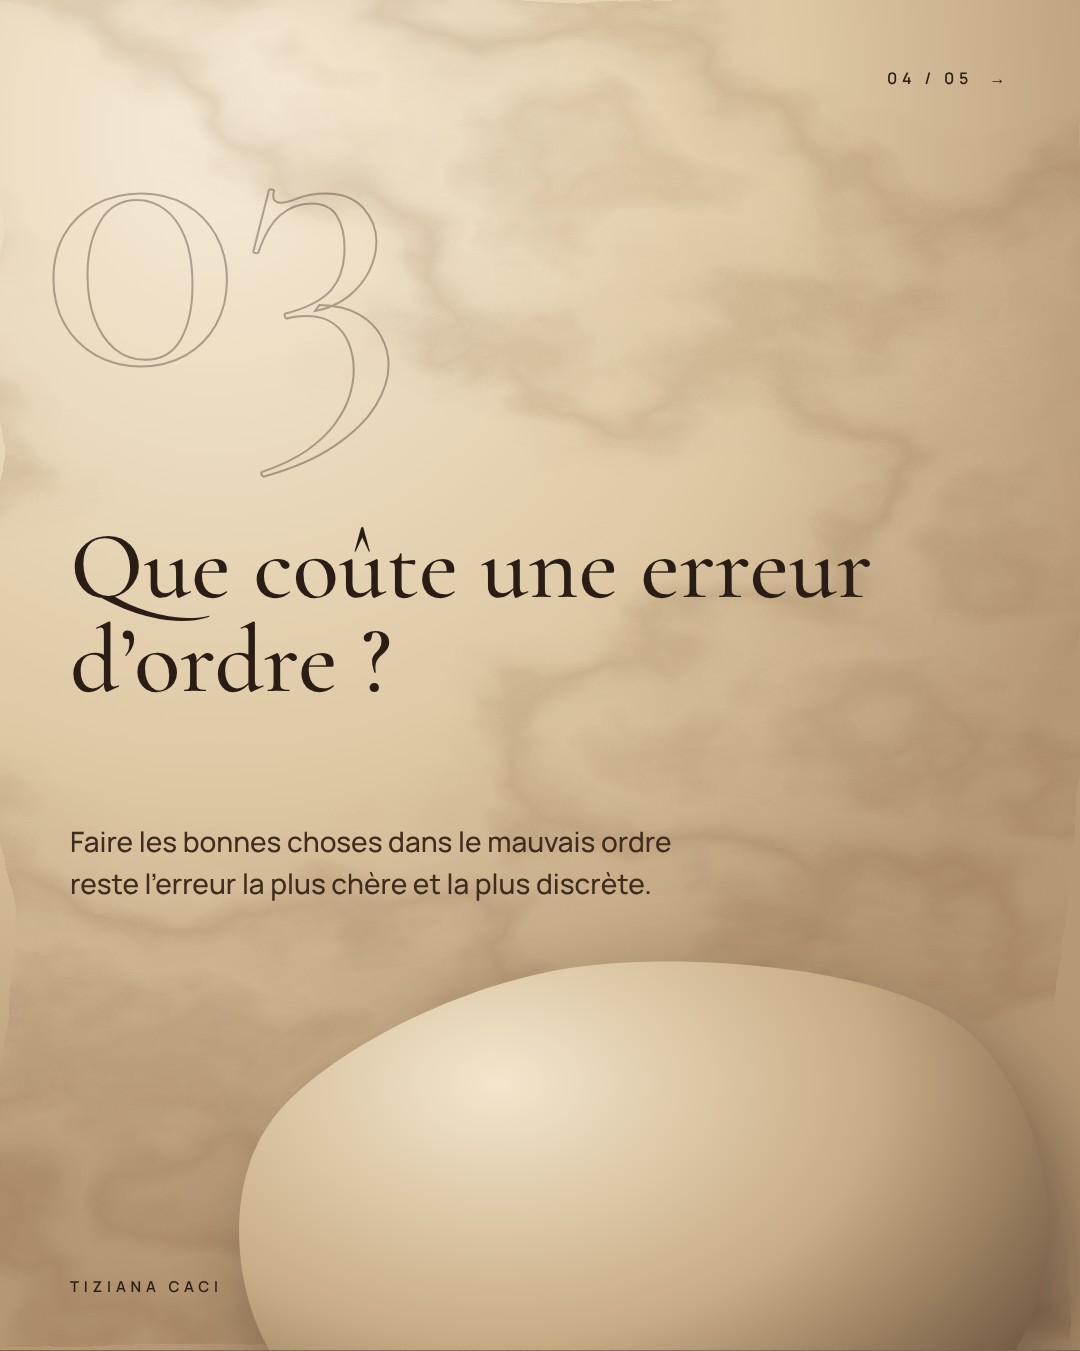 04 / 05 →
03
Que coûte une erreur
d’ordre ?
Faire les bonnes choses dans le mauvais ordre
reste l’erreur la plus chère et la plus discrète.
TIZIANA CACI